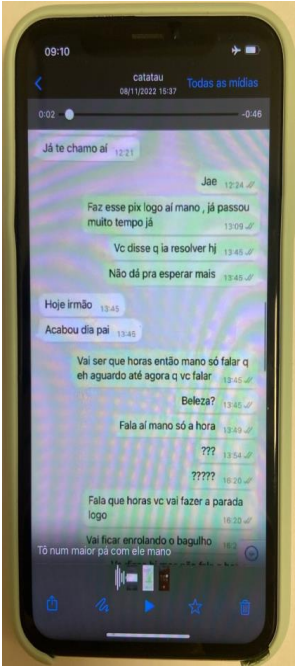 09:10
catatau
08/11/2022 15:37
Todas as mídias
0:02
-0:46
Já te chamo aí 12:21
Jae 12:24
Faz esse pix logo aí mano , já passou
muito tempo já 13:09
Vc disse q ia resolver hj 13:45
Não dá pra esperar mais 13:45
Hoje irmão 13:45
Acabou dia pai 13:45
Vai ser que horas então mano só falar q
eh aguardo até agora q vc falar 13:45
Beleza? 13:45
Fala aí mano só a hora 13:49
??? 13:54
????? 16:20
Fala que horas vc vai fazer a parada
logo 16:20
Vai ficar enrolando o bagulho
Tô num maior pá com ele mano